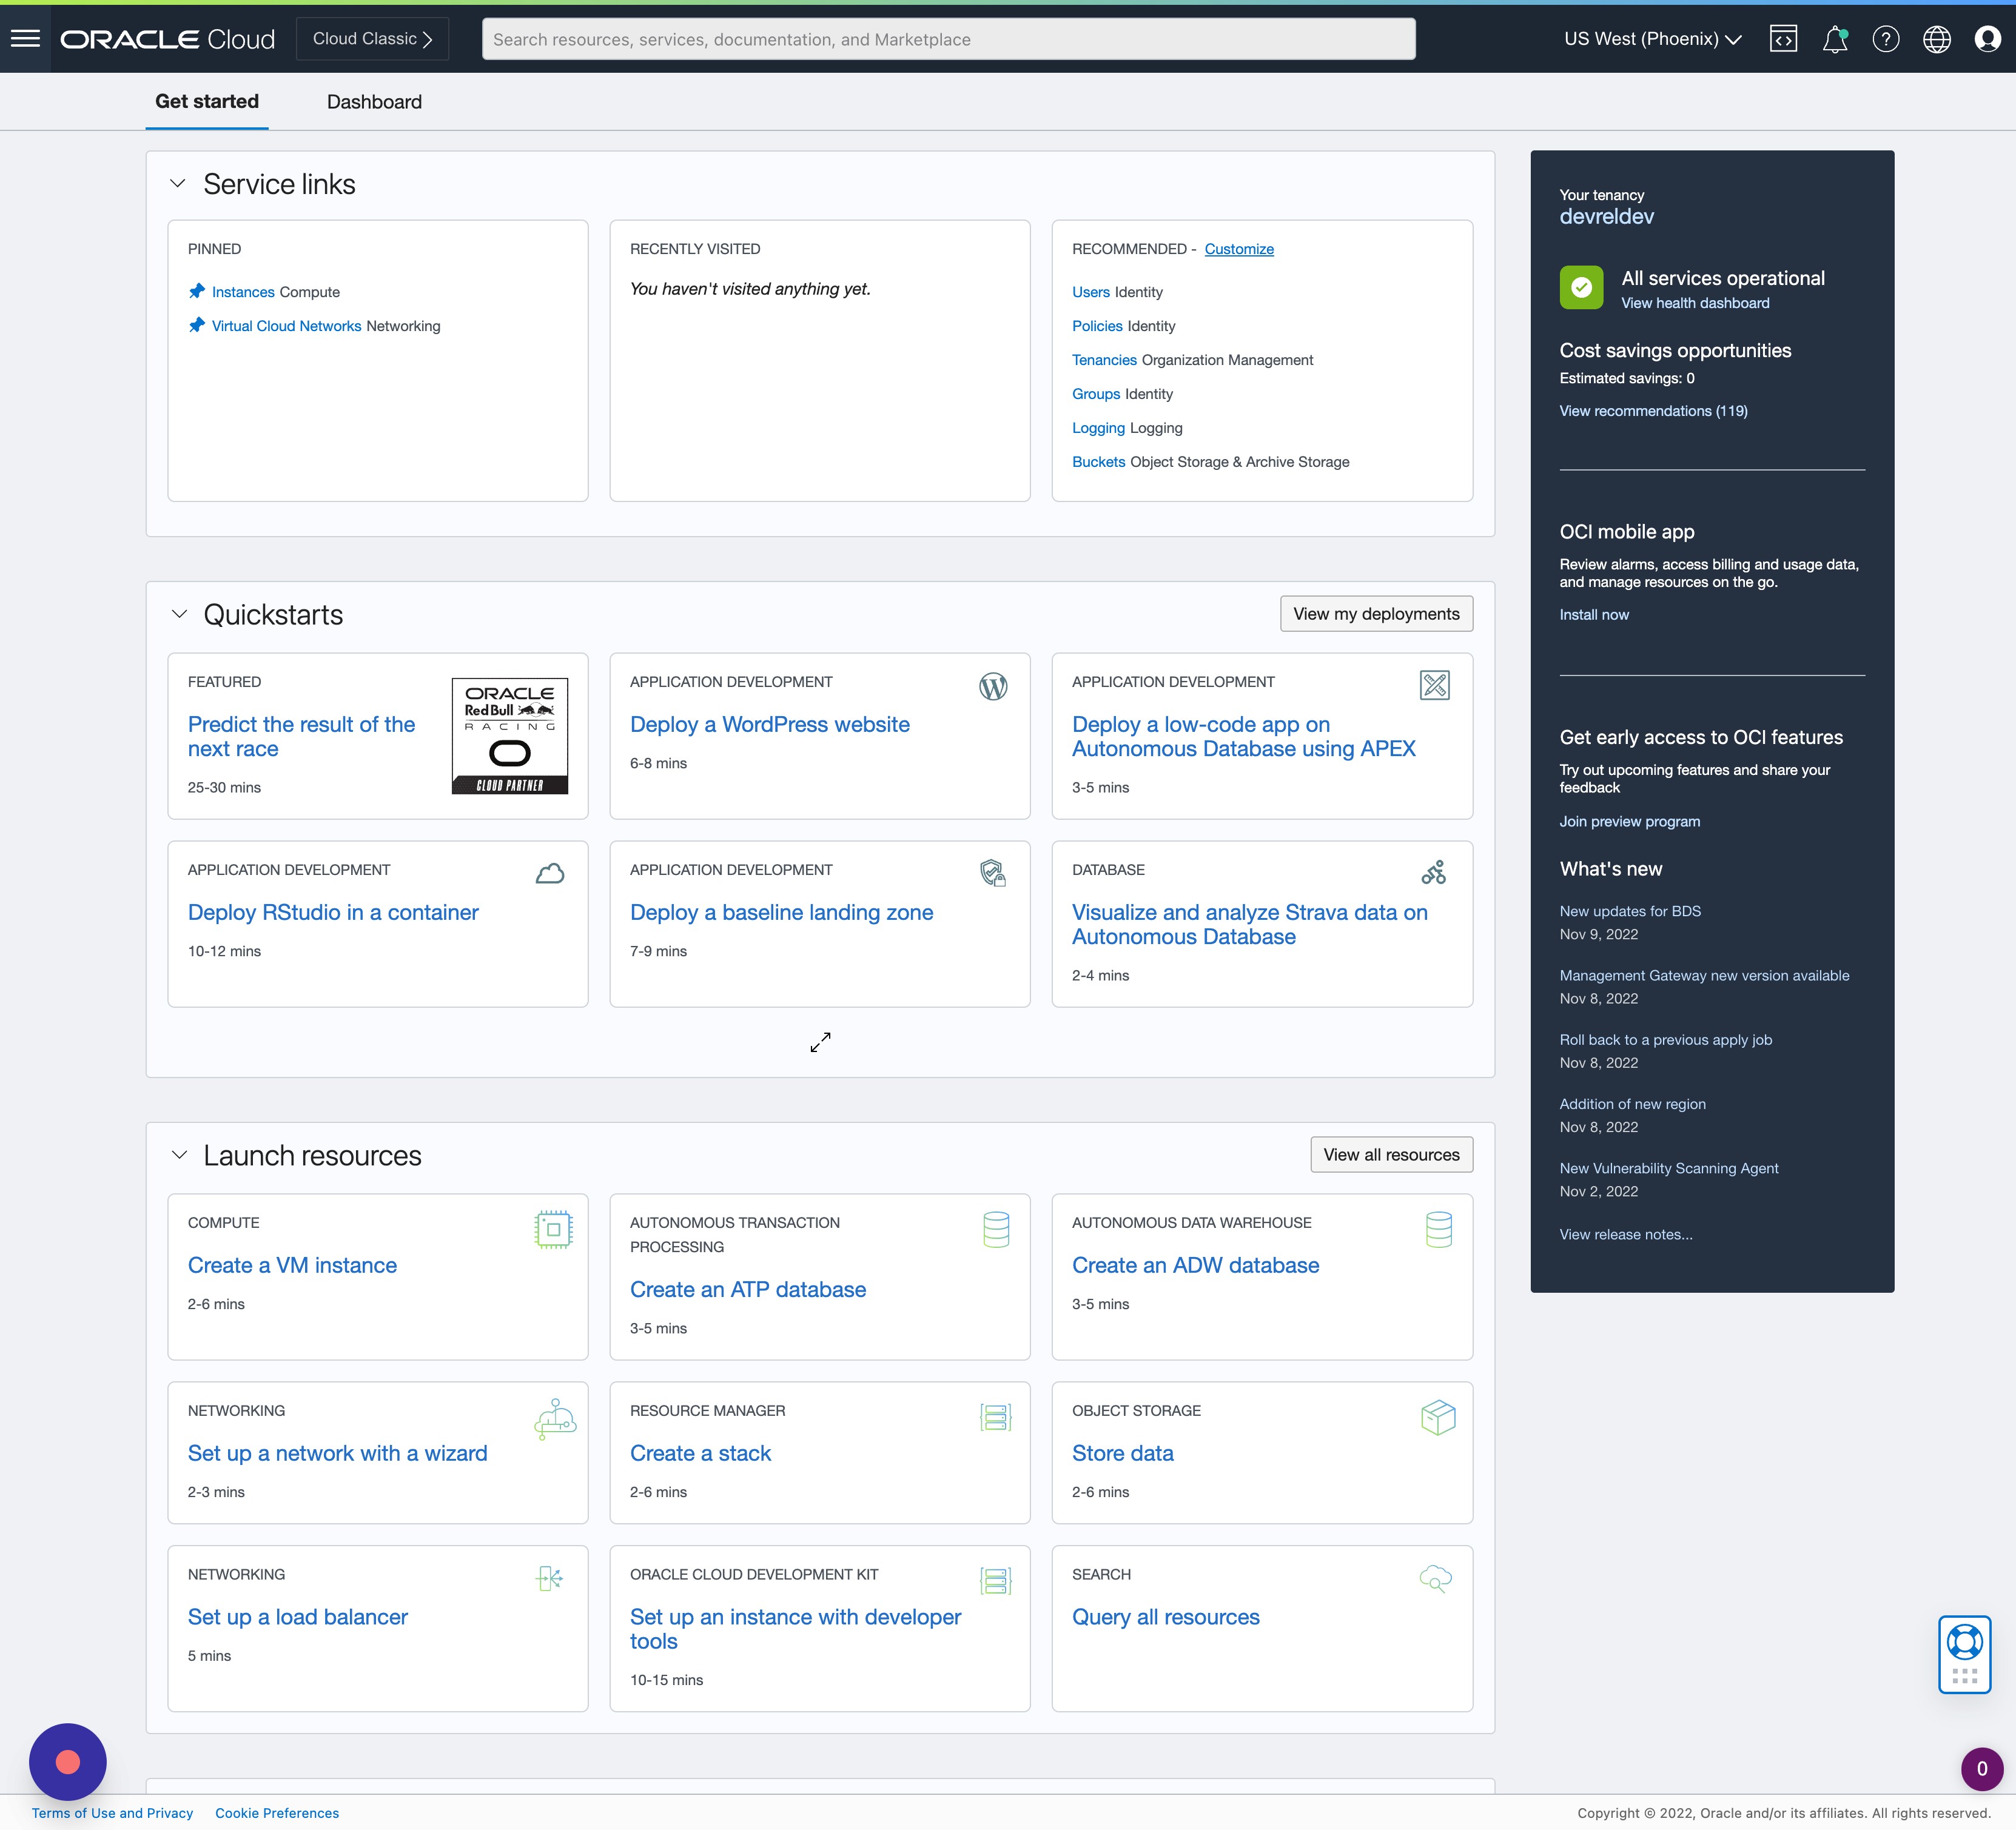 ORACLE Cloud
Cloud Classic
Search resources, services, documentation, and Marketplace
US West (Phoenix)
Get started
Dashboard
Service links
PINNED
Instances Compute
Virtual Cloud Networks Networking
RECENTLY VISITED
You haven't visited anything yet.
RECOMMENDED - Customize
Users Identity
Policies Identity
Tenancies Organization Management
Groups Identity
Logging Logging
Buckets Object Storage & Archive Storage
Quickstarts
View my deployments
FEATURED
Predict the result of the
next race
25-30 mins
ORACLE
Red Bull
RACING
CLOUD PARTNER
APPLICATION DEVELOPMENT
Deploy a WordPress website
6-8 mins
APPLICATION DEVELOPMENT
Deploy a low-code app on
Autonomous Database using APEX
3-5 mins
APPLICATION DEVELOPMENT
Deploy RStudio in a container
10-12 mins
APPLICATION DEVELOPMENT
Deploy a baseline landing zone
7-9 mins
DATABASE
Visualize and analyze Strava data on
Autonomous Database
2-4 mins
Launch resources
View all resources
COMPUTE
Create a VM instance
2-6 mins
AUTONOMOUS TRANSACTION
PROCESSING
Create an ATP database
3-5 mins
AUTONOMOUS DATA WAREHOUSE
Create an ADW database
3-5 mins
NETWORKING
Set up a network with a wizard
2-3 mins
RESOURCE MANAGER
Create a stack
2-6 mins
OBJECT STORAGE
Store data
2-6 mins
NETWORKING
Set up a load balancer
5 mins
ORACLE CLOUD DEVELOPMENT KIT
Set up an instance with developer
tools
10-15 mins
SEARCH
Query all resources
Your tenancy
devreldev
All services operational
View health dashboard
Cost savings opportunities
Estimated savings: 0
View recommendations (119)
OCI mobile app
Review alarms, access billing and usage data,
and manage resources on the go.
Install now
Get early access to OCI features
Try out upcoming features and share your
feedback
Join preview program
What's new
New updates for BDS
Nov 9, 2022
Management Gateway new version available
Nov 8, 2022
Roll back to a previous apply job
Nov 8, 2022
Addition of new region
Nov 8, 2022
New Vulnerability Scanning Agent
Nov 2, 2022
View release notes...
0
Terms of Use and Privacy
Cookie Preferences
Copyright © 2022, Oracle and/or its affiliates. All rights reserved.